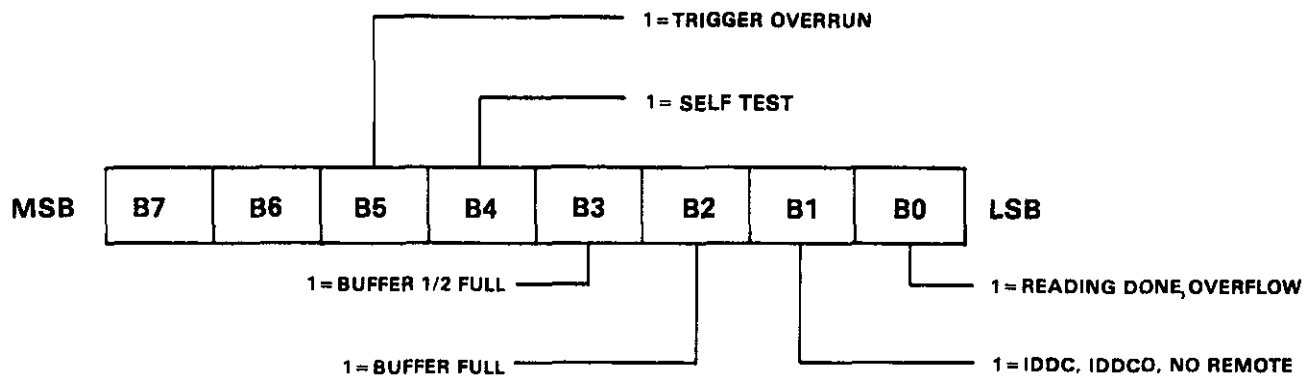 1=TRIGGER OVERRUN
1= SELF TEST
MSB B7 B6 B5 B4 B3 B2 B1 B0 LSB
1=BUFFER 1/2 FULL
1=READING DONE,OVERFLOW
1=BUFFER FULL
1=IDDC, IDDCO, NO REMOTE